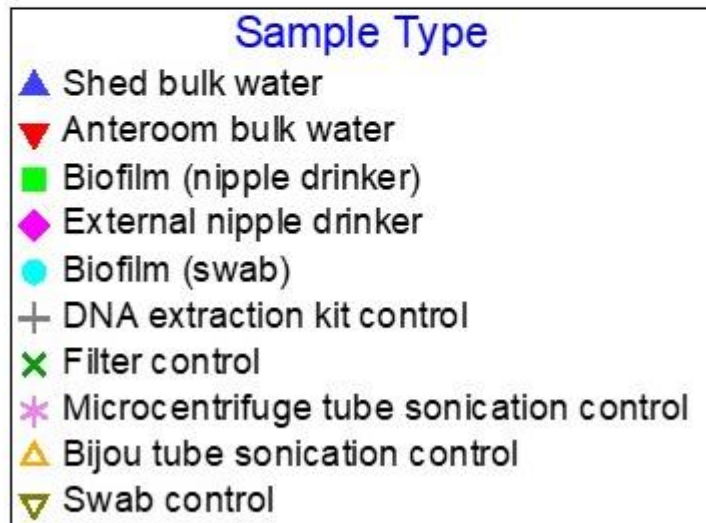 Sample Type
Shed bulk water
Anteroom bulk water
Biofilm (nipple drinker)
External nipple drinker
Biofilm (swab)
DNA extraction kit control
Filter control
Microcentrifuge tube sonication control
Bijou tube sonication control
Swab control